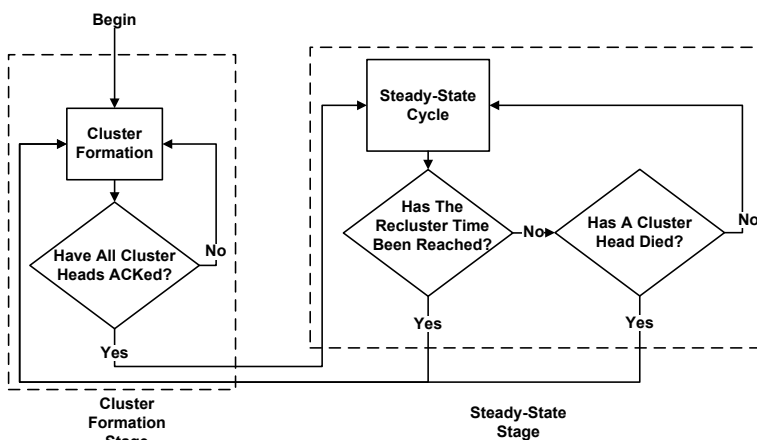 Begin
Cluster
Formation
Have All Cluster
Heads ACKed?
No
Yes
Cluster
Formation
Stage
Steady-State
Cycle
Has The
Recluster Time
Been Reached?
No
Has A Cluster
Head Died?
No
Yes
Yes
Steady-State
Stage